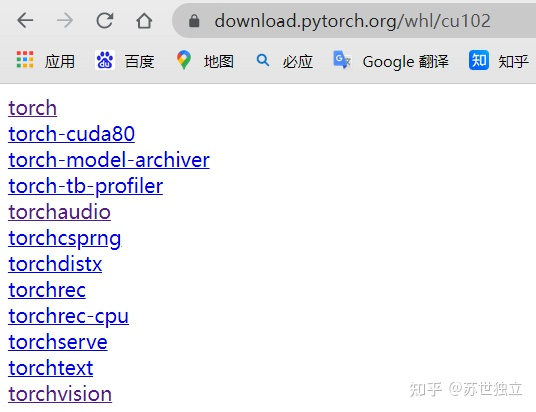 download.pytorch.org/whl/cu102
应用 百度 地图 必应 Google 翻译 知 知乎
torch
torch-cuda80
torch-model-archiver
torch-tb-profiler
torchaudio
torchcsprng
torchdistx
torchrec
torchrec-cpu
torchserve
torchtext
torchvision
知乎 @苏世独立